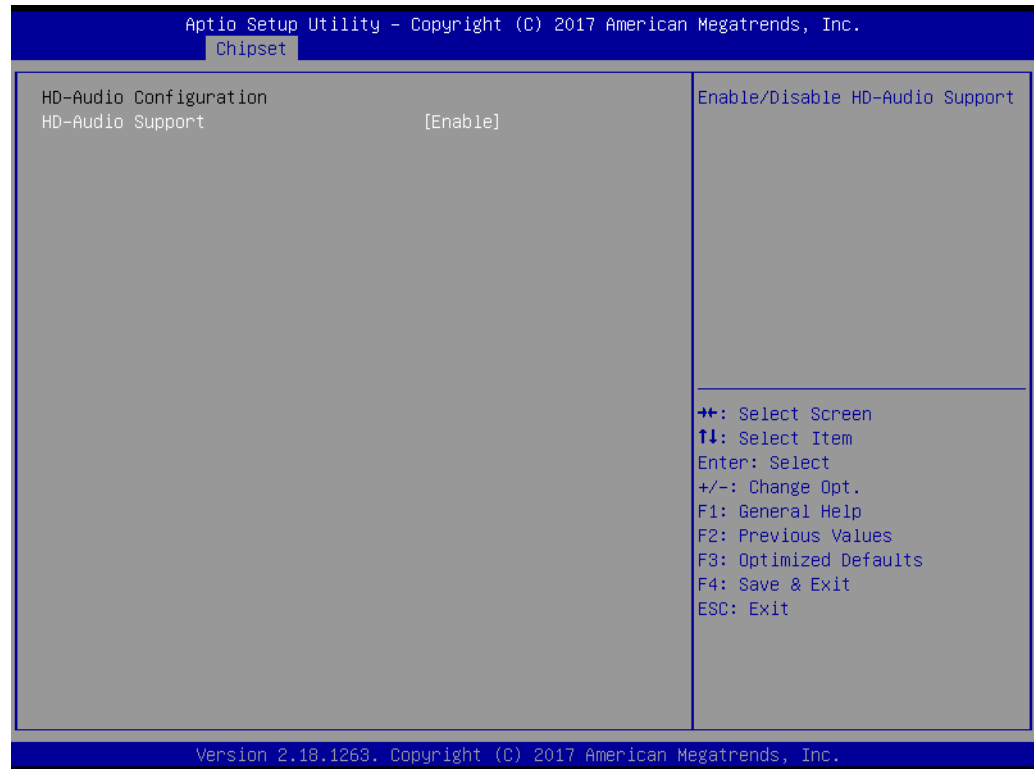 Aptio Setup Utility – Copyright (C) 2017 American Megatrends, Inc.
Chipset
HD-Audio Configuration
HD-Audio Support [Enable]
Enable/Disable HD-Audio Support
→←: Select Screen
↑↓: Select Item
Enter: Select
+/-: Change Opt.
F1: General Help
F2: Previous Values
F3: Optimized Defaults
F4: Save & Exit
ESC: Exit
Version 2.18.1263. Copyright (C) 2017 American Megatrends, Inc.